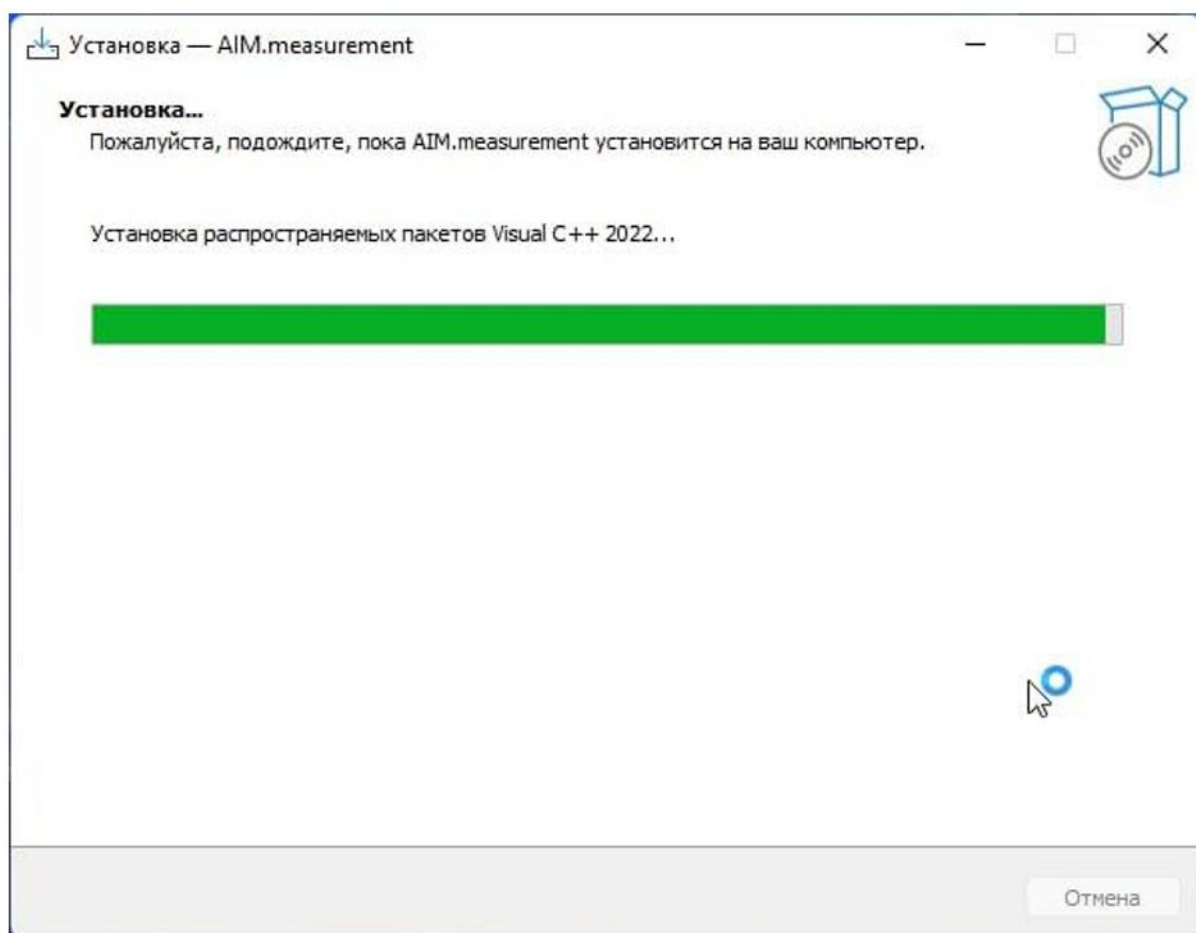 Установка — AIM.measurement
Установка...
Пожалуйста, подождите, пока AIM.measurement установится на ваш компьютер.
Установка распространяемых пакетов Visual C++ 2022...
Отмена